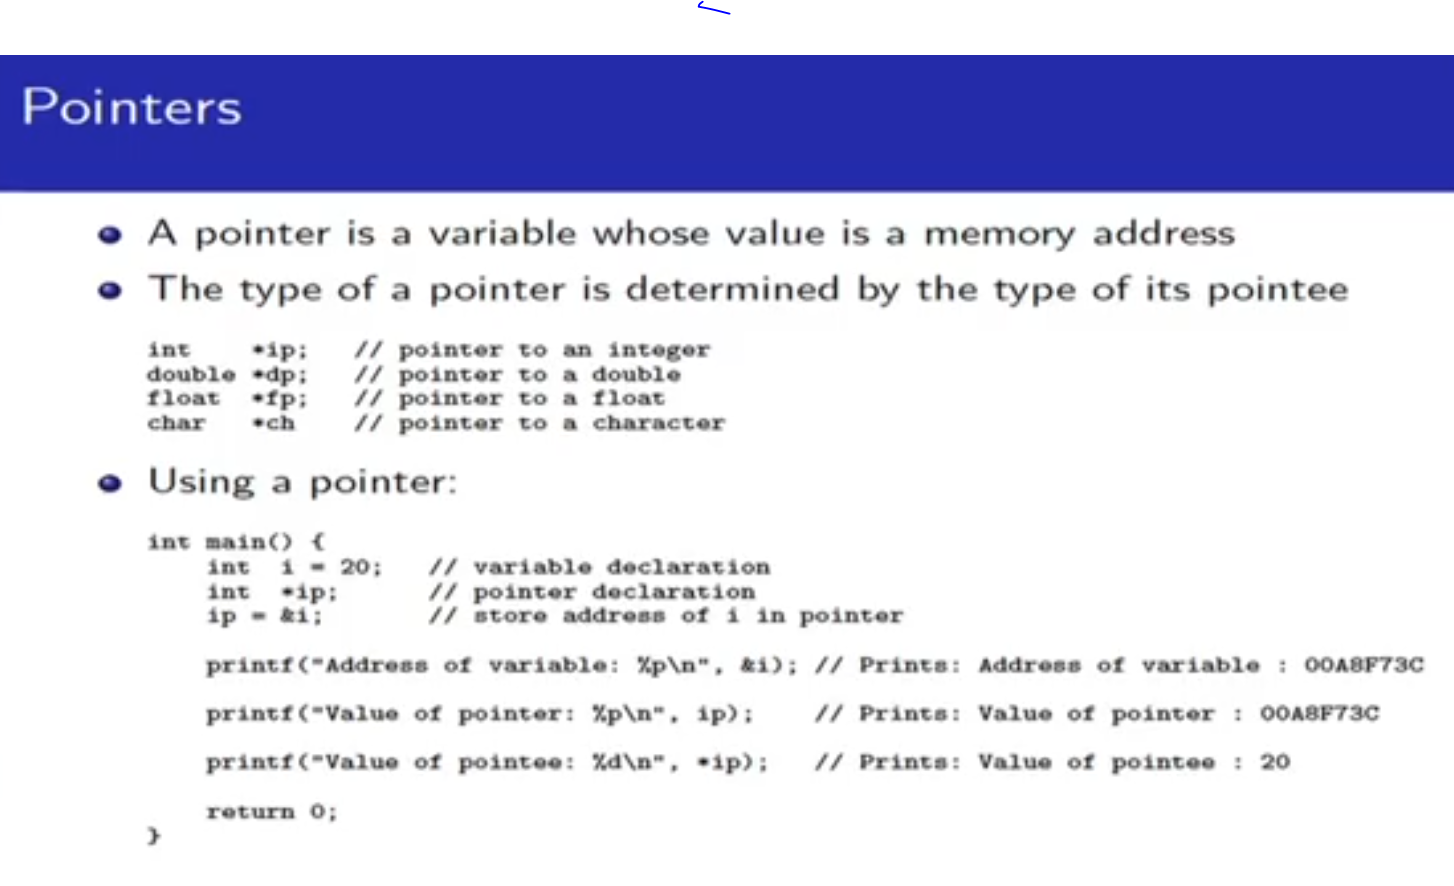 Pointers
A pointer is a variable whose value is a memory address
The type of a pointer is determined by the type of its pointee
int    *ip;   // pointer to an integer
double *dp;   // pointer to a double
float  *fp;   // pointer to a float
char   *ch    // pointer to a character
Using a pointer:
int main() {
    int  i = 20;   // variable declaration
    int  *ip;      // pointer declaration
    ip = &i;       // store address of i in pointer
    printf("Address of variable: %p\n", &i); // Prints: Address of variable : 00A8F73C
    printf("Value of pointer: %p\n", ip);    // Prints: Value of pointer : 00A8F73C
    printf("Value of pointee: %d\n", *ip);   // Prints: Value of pointee : 20
    return 0;
}